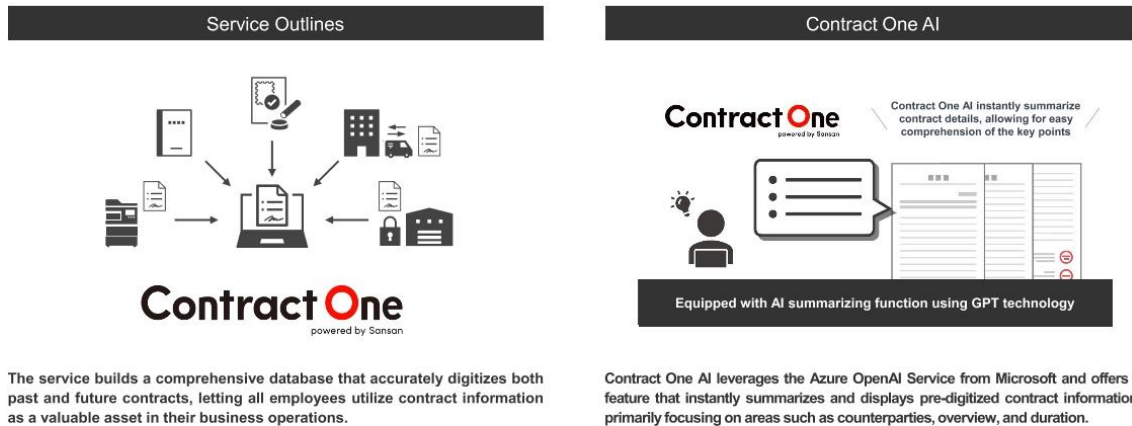 Service Outlines
Contract One
powered by Sansan
The service builds a comprehensive database that accurately digitizes both
past and future contracts, letting all employees utilize contract information
as a valuable asset in their business operations.
Contract One AI
Contract One
powered by Sansan
Contract One AI instantly summarize
contract details, allowing for easy
comprehension of the key points
Equipped with AI summarizing function using GPT technology
Contract One AI leverages the Azure OpenAI Service from Microsoft and offers
feature that instantly summarizes and displays pre-digitized contract information
primarily focusing on areas such as counterparties, overview, and duration.